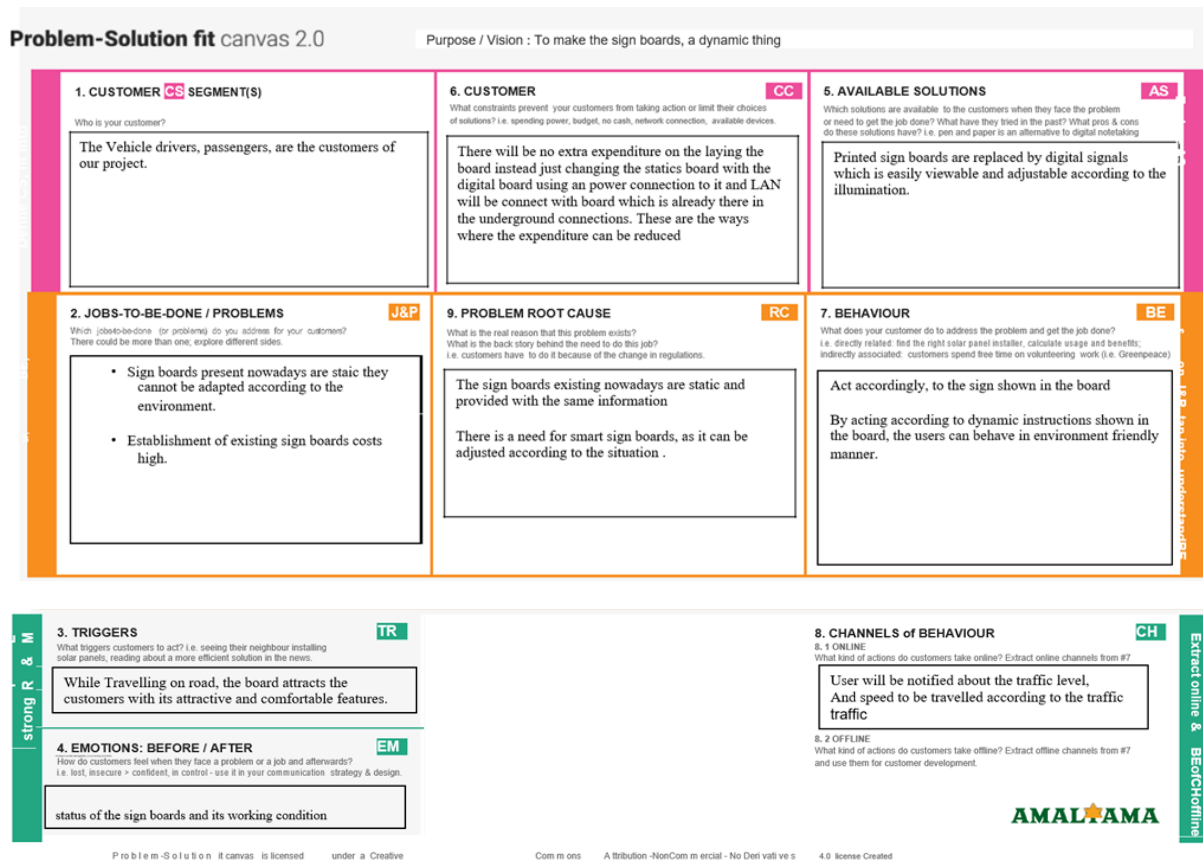 Problem-Solution fit canvas 2.0
Purpose / Vision : To make the sign boards, a dynamic thing
1. CUSTOMER CS SEGMENT(S)
Who is your customer?
The Vehicle drivers, passengers, are the customers of
our project.
6. CUSTOMER CC
What constraints prevent your customers from taking action or limit their choices
of solutions? i.e. spending power, budget, no cash, network connection, available devices.
There will be no extra expenditure on the laying the
board instead just changing the statics board with the
digital board using an power connection to it and LAN
will be connect with board which is already there in
the underground connections. These are the ways
where the expenditure can be reduced
5. AVAILABLE SOLUTIONS AS
Which solutions are available to the customers when they face the problem
or need to get the job done? What have they tried in the past? What pros & cons
do these solutions have? i.e. pen and paper is an alternative to digital notetaking
Printed sign boards are replaced by digital signals
which is easily viewable and adjustable according to the
illumination.
2. JOBS-TO-BE-DONE / PROBLEMS J&P
Which jobs-to-be-done (or problems) do you address for your customers?
There could be more than one; explore different sides.
• Sign boards present nowadays are staic they
cannot be adapted according to the
environment.
• Establishment of existing sign boards costs
high.
9. PROBLEM ROOT CAUSE RC
What is the real reason that this problem exists?
What is the back story behind the need to do this job?
i.e. customers have to do it because of the change in regulations.
The sign boards existing nowadays are static and
provided with the same information
There is a need for smart sign boards, as it can be
adjusted according to the situation .
7. BEHAVIOUR BE
What does your customer do to address the problem and get the job done?
i.e. directly related: find the right solar panel installer, calculate usage and benefits;
indirectly associated: customers spend free time on volunteering work (i.e. Greenpeace)
Act accordingly, to the sign shown in the board
By acting according to dynamic instructions shown in
the board, the users can behave in environment friendly
manner.
strong R & M
3. TRIGGERS TR
What triggers customers to act? i.e. seeing their neighbour installing
solar panels, reading about a more efficient solution in the news.
While Travelling on road, the board attracts the
customers with its attractive and comfortable features.
4. EMOTIONS: BEFORE / AFTER EM
How do customers feel when they face a problem or a job and afterwards?
i.e. lost, insecure > confident, in control - use it in your communication strategy & design.
status of the sign boards and its working condition
8. CHANNELS of BEHAVIOUR CH
8. 1 ONLINE
What kind of actions do customers take online? Extract online channels from #7
User will be notified about the traffic level,
And speed to be travelled according to the traffic
traffic
8. 2 OFFLINE
What kind of actions do customers take offline? Extract offline channels from #7
and use them for customer development.
Extract online & BEofCHoffline
AMALTAMA
Problem-Solution it canvas is licensed under a Creative Commons Attribution-NonCommercial-No Derivatives 4.0 license Created